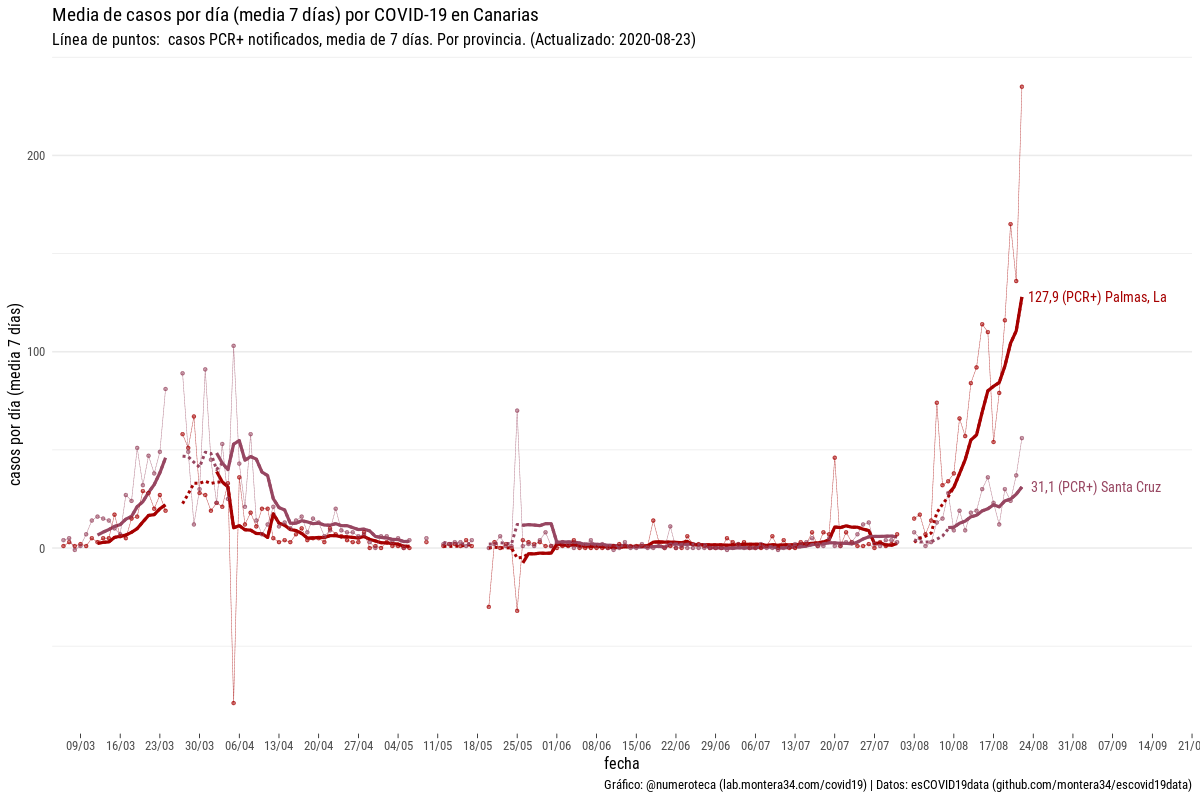 Media de casos por día (media 7 días) por COVID-19 en Canarias
Línea de puntos:  casos PCR+ notificados, media de 7 días. Por provincia. (Actualizado: 2020-08-23)
casos por día (media 7 días)
200
100
0
127,9 (PCR+) Palmas, La
31,1 (PCR+) Santa Cruz
09/03 16/03 23/03 30/03 06/04 13/04 20/04 27/04 04/05 11/05 18/05 25/05 01/06 08/06 15/06 22/06 29/06 06/07 13/07 20/07 27/07 03/08 10/08 17/08 24/08 31/08 07/09 14/09 21/0
fecha
Gráfico: @numeroteca (lab.montera34.com/covid19) | Datos: esCOVID19data (github.com/montera34/escovid19data)